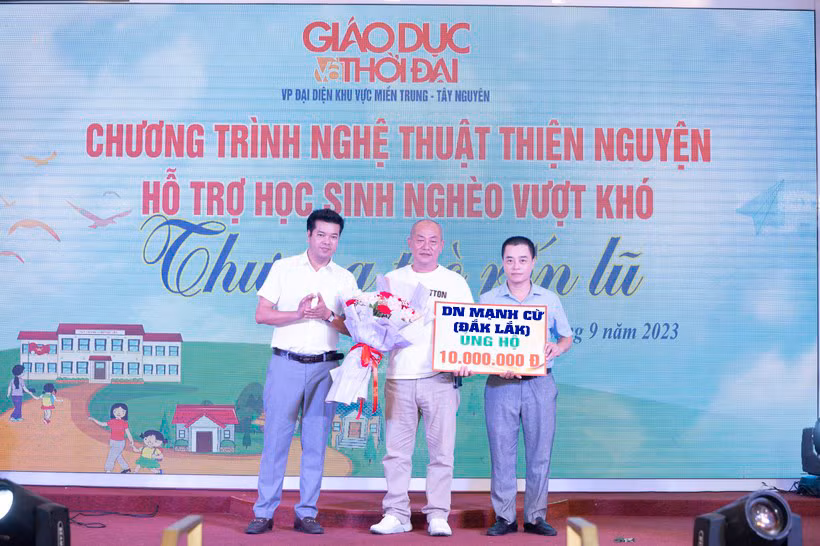 GIÁO DỤC
và THỜI ĐẠI
VP ĐẠI DIỆN KHU VỰC MIỀN TRUNG - TÂY NGUYÊN
CHƯƠNG TRÌNH NGHỆ THUẬT THIỆN NGUYỆN
HỖ TRỢ HỌC SINH NGHÈO VƯỢT KHÓ
lũ
9 năm 2023
DN MẠNH CỪ
(ĐẮK LẮK)
UNG HỘ
10.000.000 Đ